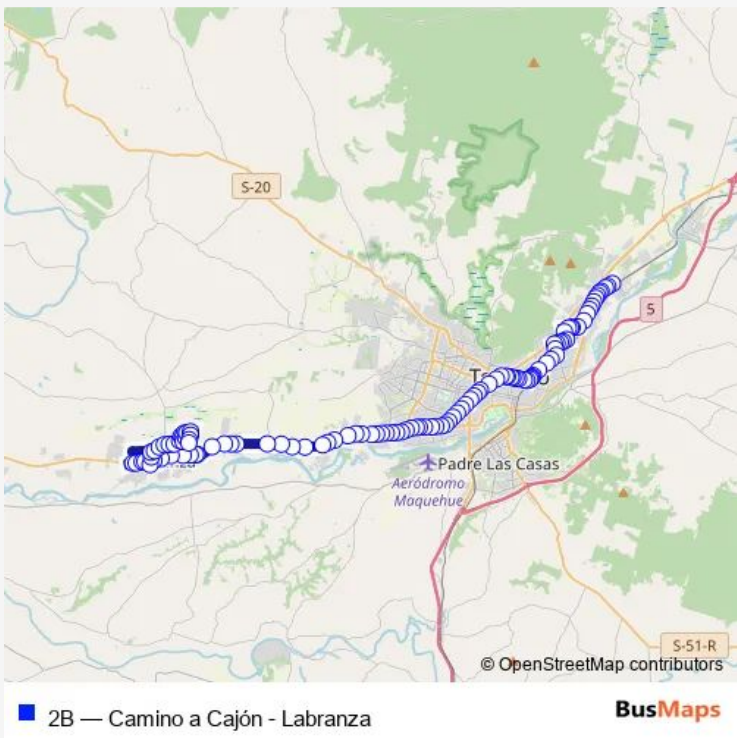 S-20
5
Padre Las Casas
Aeródromo
Maquehue
S-51-R
© OpenStreetMap contributors
2B — Camino a Cajón - Labranza
BusMaps